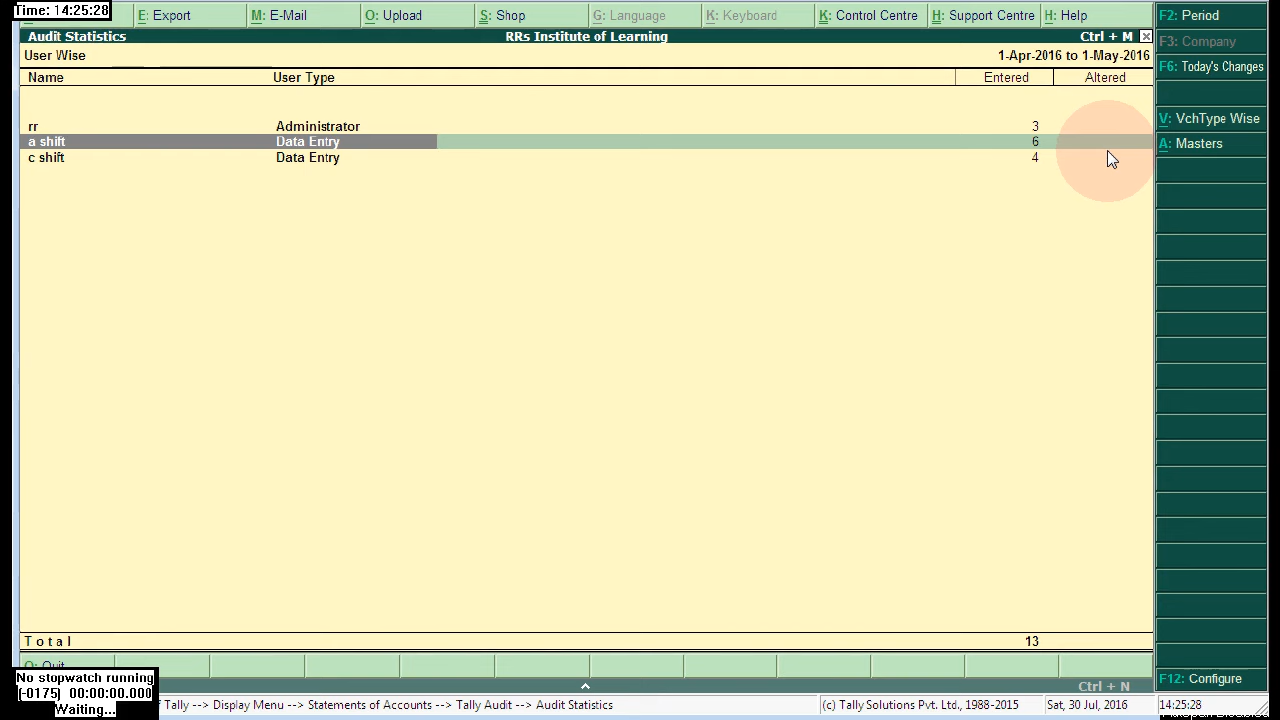 Time: 14:25:28
E: Export
M: E-Mail
O: Upload
S: Shop
G: Language
K: Keyboard
K: Control Centre
H: Support Centre
H: Help
Audit Statistics
RRs Institute of Learning
Ctrl + M
User Wise
1-Apr-2016 to 1-May-2016
Name User Type Entered Altered
rr Administrator 3
a shift Data Entry 6
c shift Data Entry 4
Total 13
F2: Period
F3: Company
F6: Today's Changes
V: VchType Wise
A: Masters
F12: Configure
Q: Quit
Ctrl + N
No stopwatch running
[-0175] 00:00:00.000
Waiting...
of Tally --> Display Menu --> Statements of Accounts --> Tally Audit --> Audit Statistics
(c) Tally Solutions Pvt. Ltd., 1988-2015
Sat, 30 Jul, 2016
14:25:28